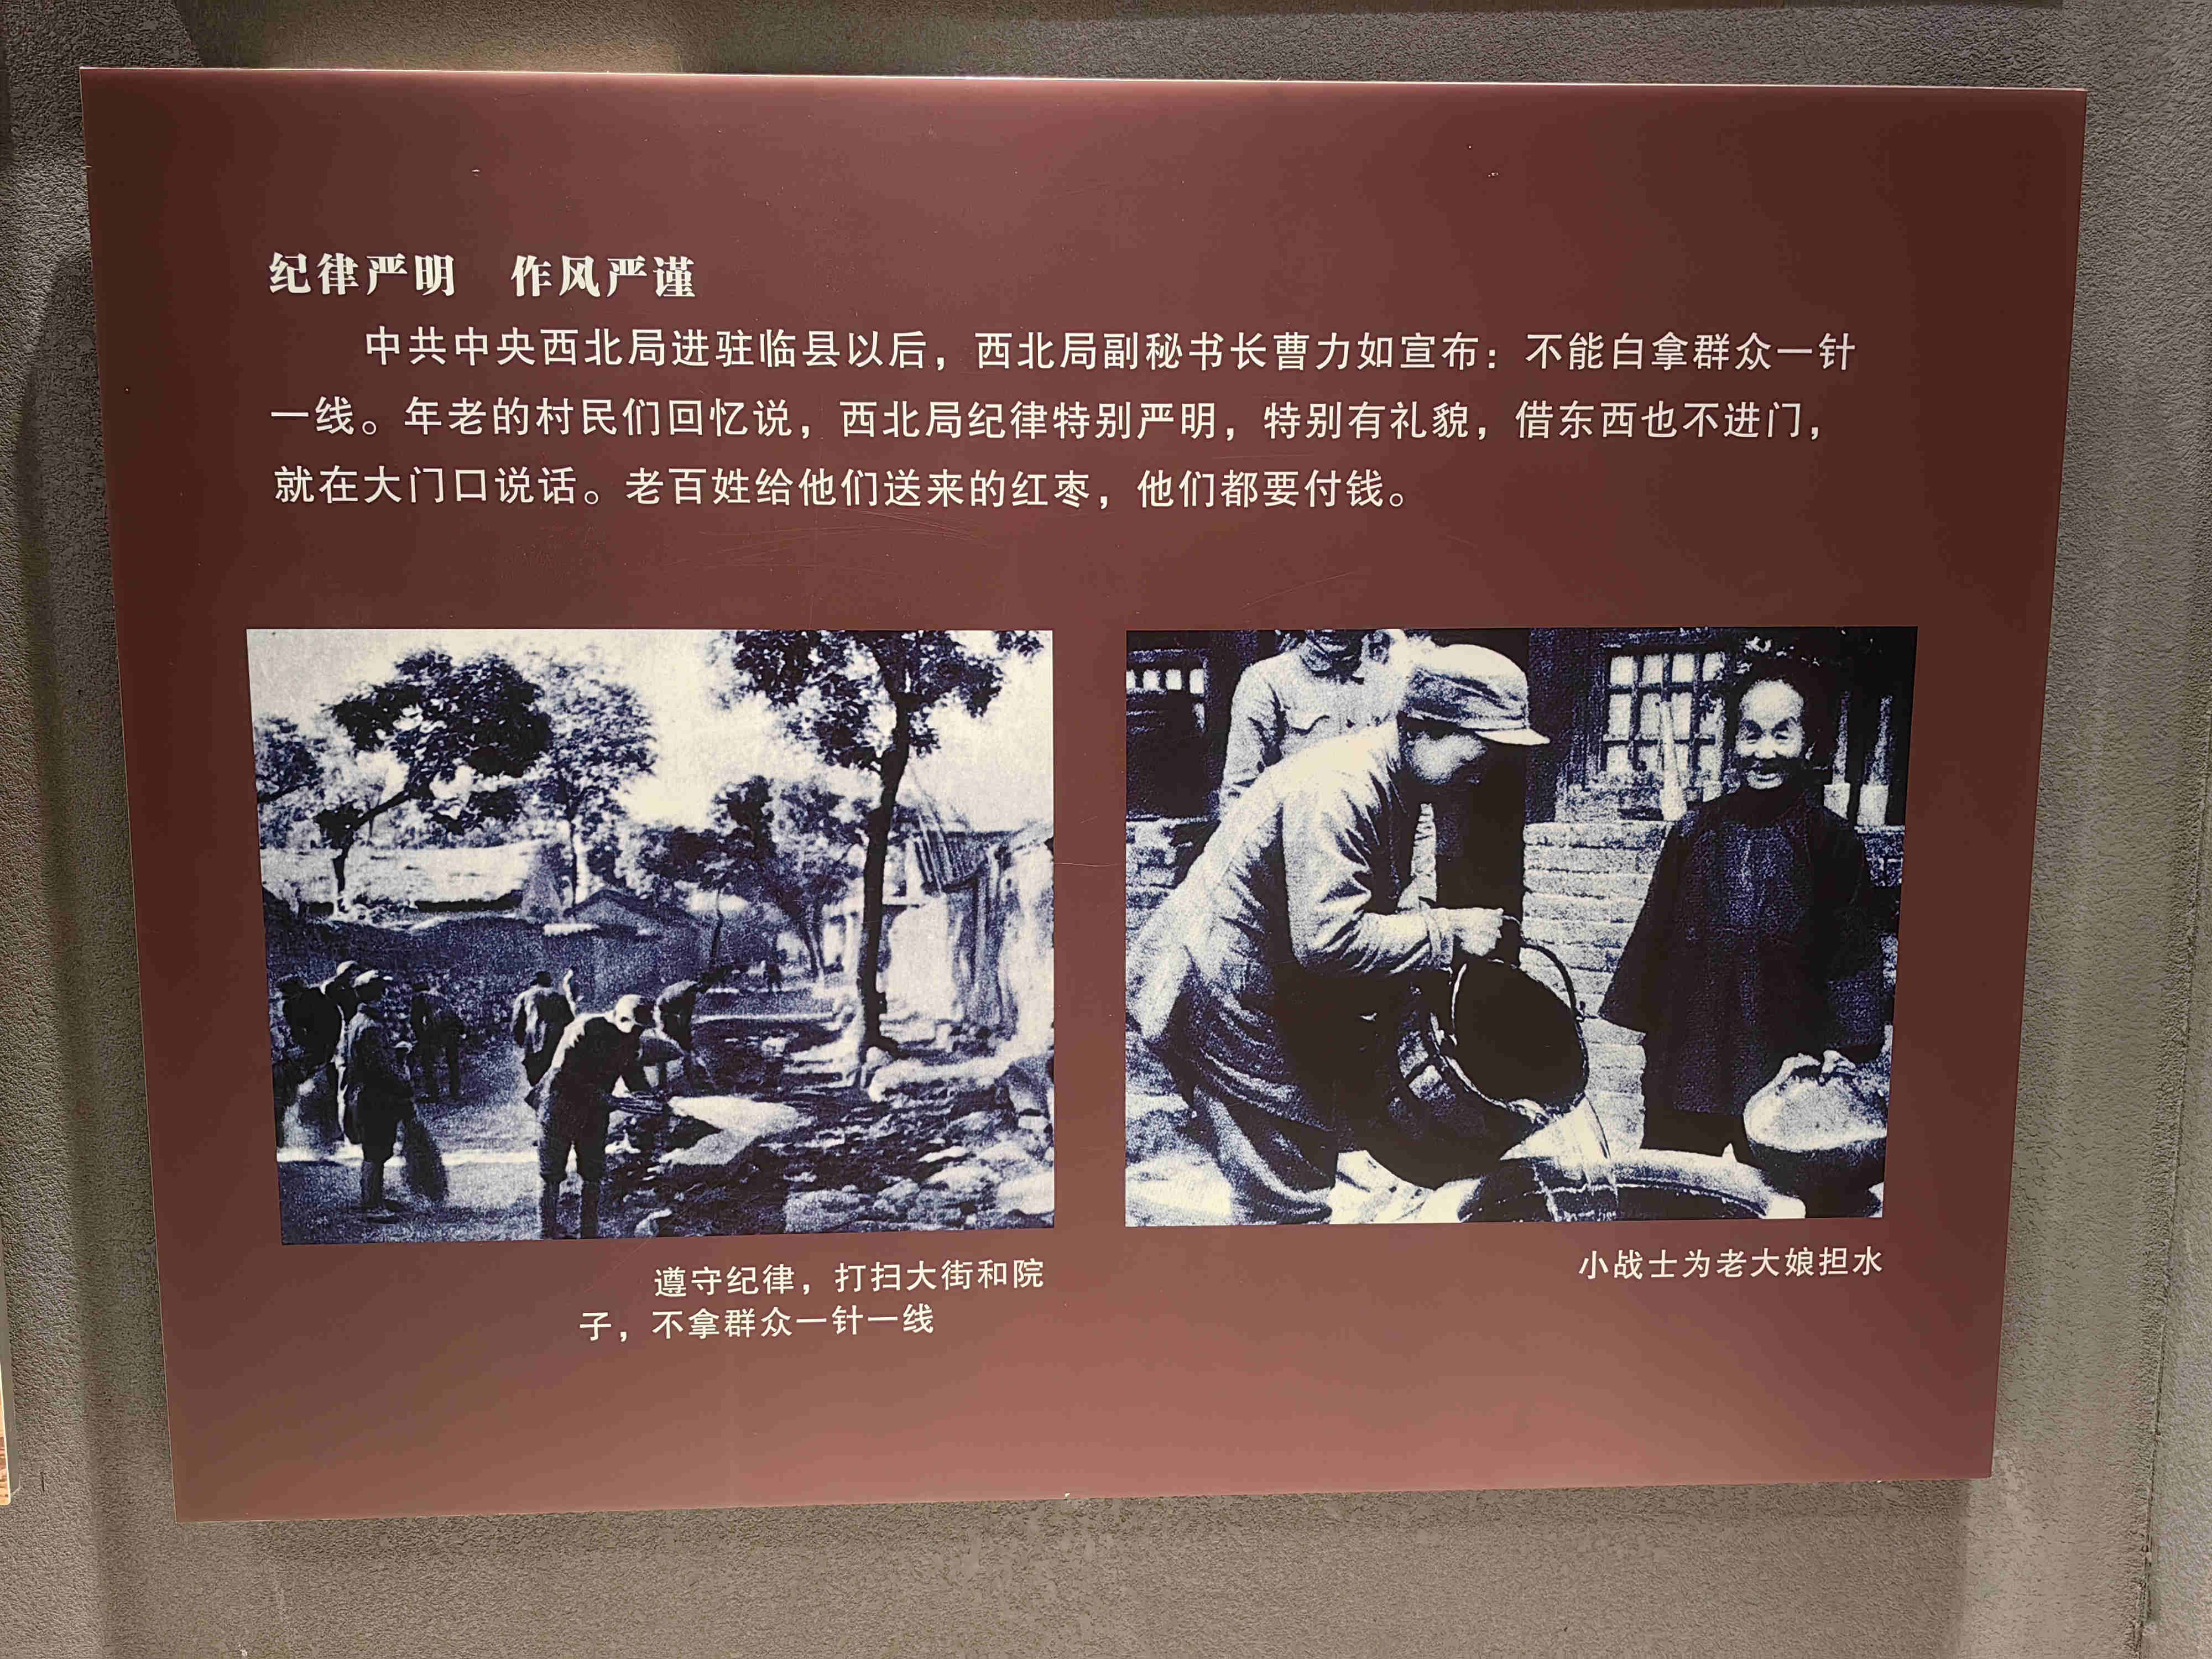 纪律严明　作风严谨
中共中央西北局进驻临县以后，西北局副秘书长曹力如宣布：不能白拿群众一针
一线。年老的村民们回忆说，西北局纪律特别严明，特别有礼貌，借东西也不进门，
就在大门口说话。老百姓给他们送来的红枣，他们都要付钱。
遵守纪律，打扫大街和院
子，不拿群众一针一线
小战士为老大娘担水